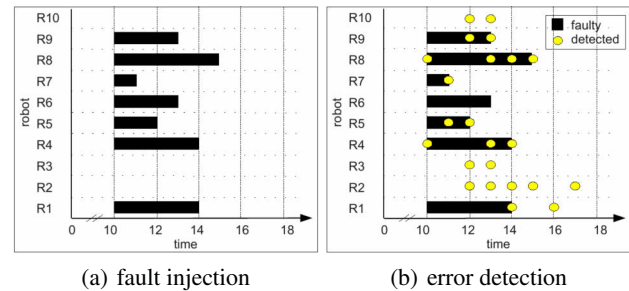 R10
R9
R8
R7
R6
R5
R4
R3
R2
R1
robot
0 10 12 14 16 18
time
(a) fault injection
R10
R9
R8
R7
R6
R5
R4
R3
R2
R1
robot
faulty
detected
0 10 12 14 16 18
time
(b) error detection